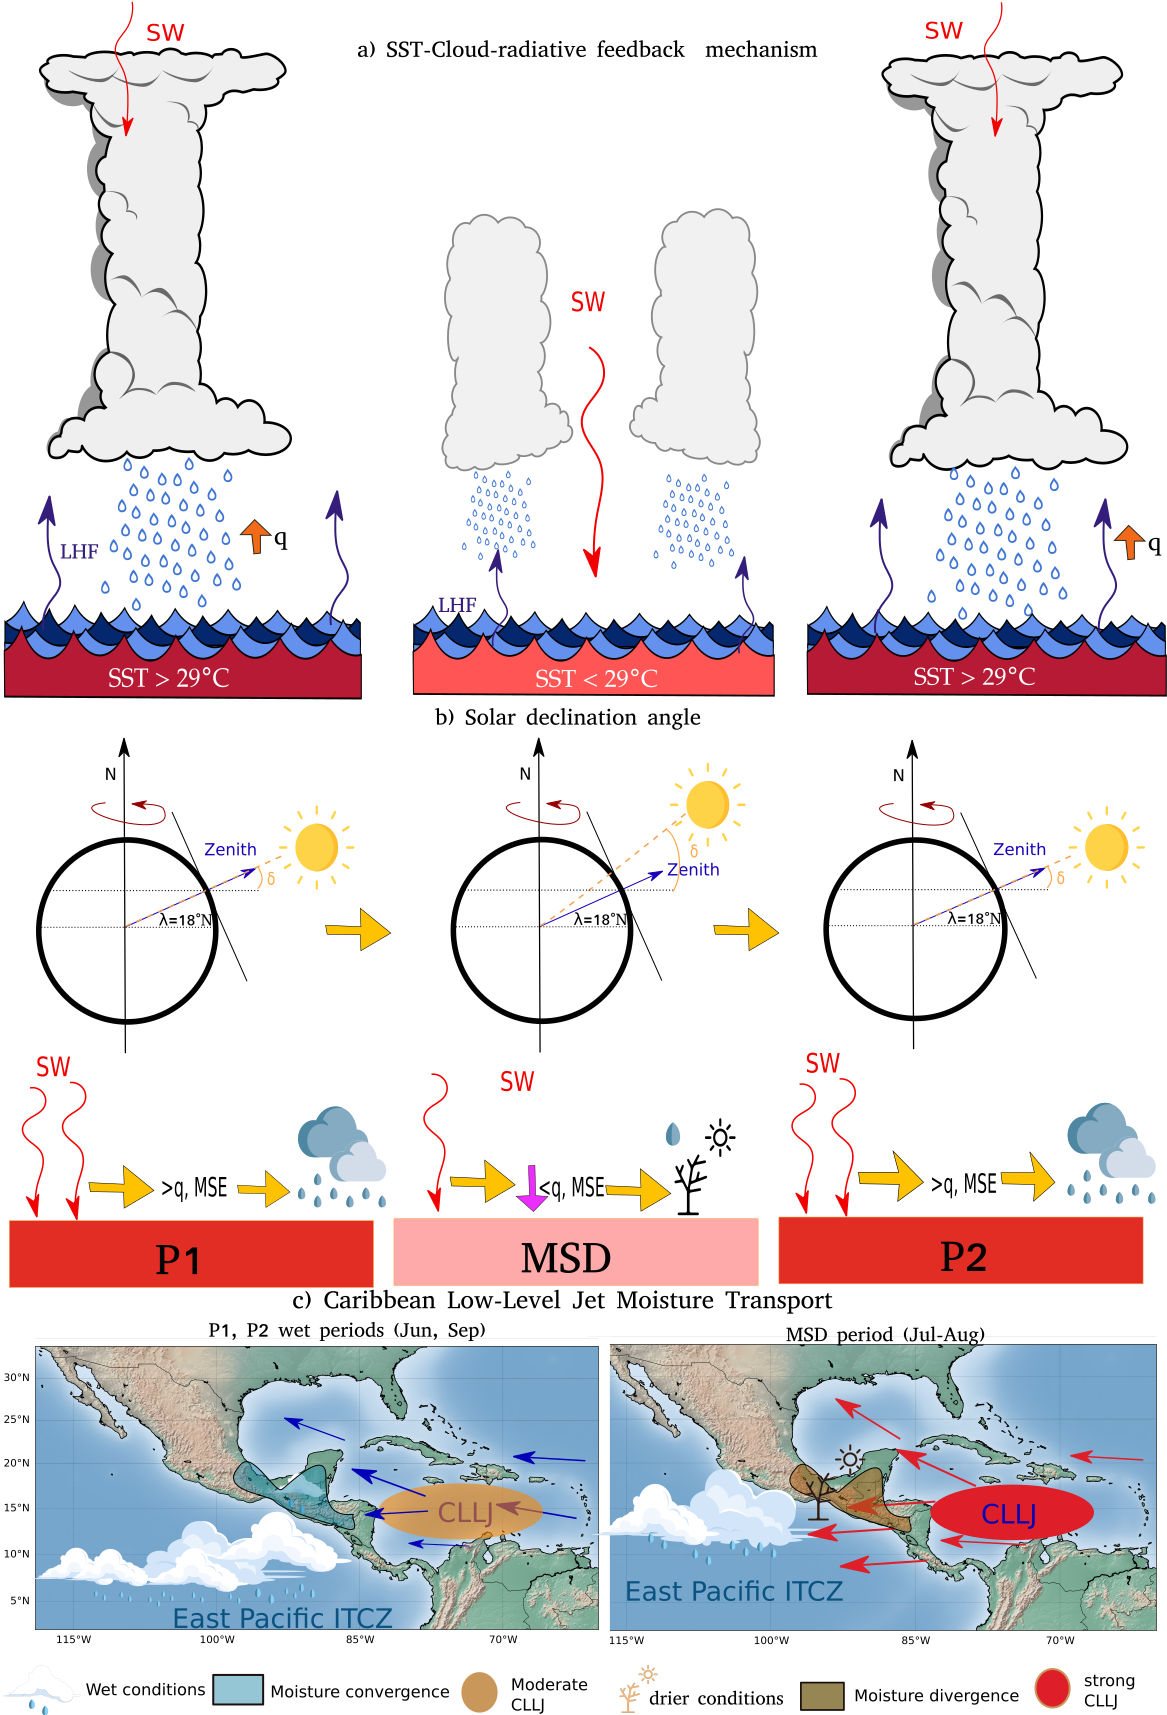 SW
a) SST-Cloud-radiative feedback mechanism
SW
SW
LHF
q
LHF
q
SST > 29°C
SST < 29°C
SST > 29°C
b) Solar declination angle
N
Zenith
δ
λ=18°N
N
δ
Zenith
λ=18°N
N
Zenith
δ
λ=18°N
SW
SW
SW
>q, MSE
<q, MSE
>q, MSE
P1
MSD
P2
c) Caribbean Low-Level Jet Moisture Transport
P1, P2 wet periods (Jun, Sep)
MSD period (Jul-Aug)
30°N
25°N
20°N
15°N
10°N
5°N
CLLJ
East Pacific ITCZ
115°W
100°W
85°W
70°W
CLLJ
East Pacific ITCZ
115°W
100°W
85°W
70°W
Wet conditions
Moisture convergence
Moderate
CLLJ
drier conditions
Moisture divergence
strong
CLLJ